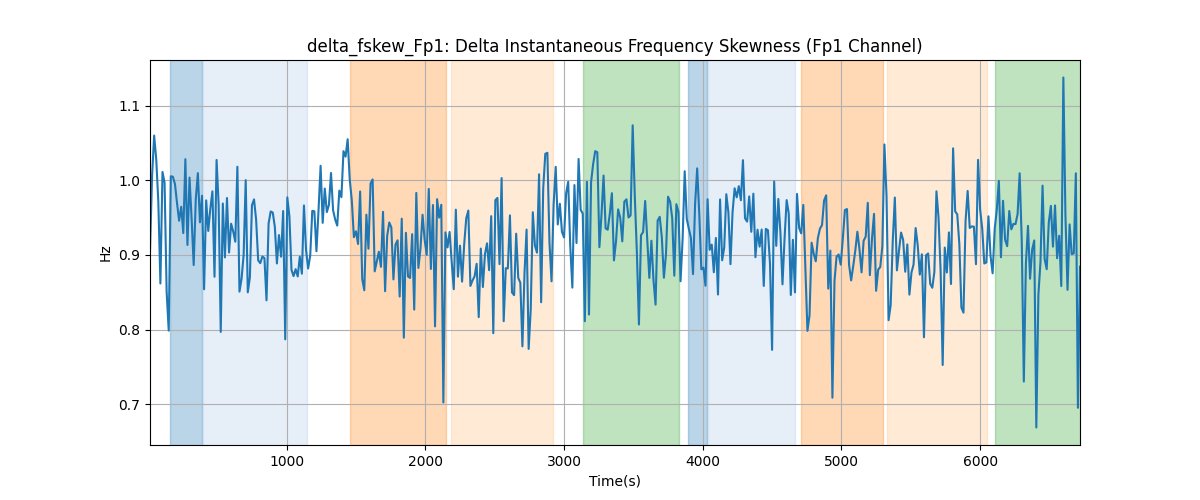 delta_fskew_Fp1: Delta Instantaneous Frequency Skewness (Fp1 Channel)
1.1
1.0
0.9
0.8
0.7
Hz
1000 2000 3000 4000 5000 6000
Time(s)